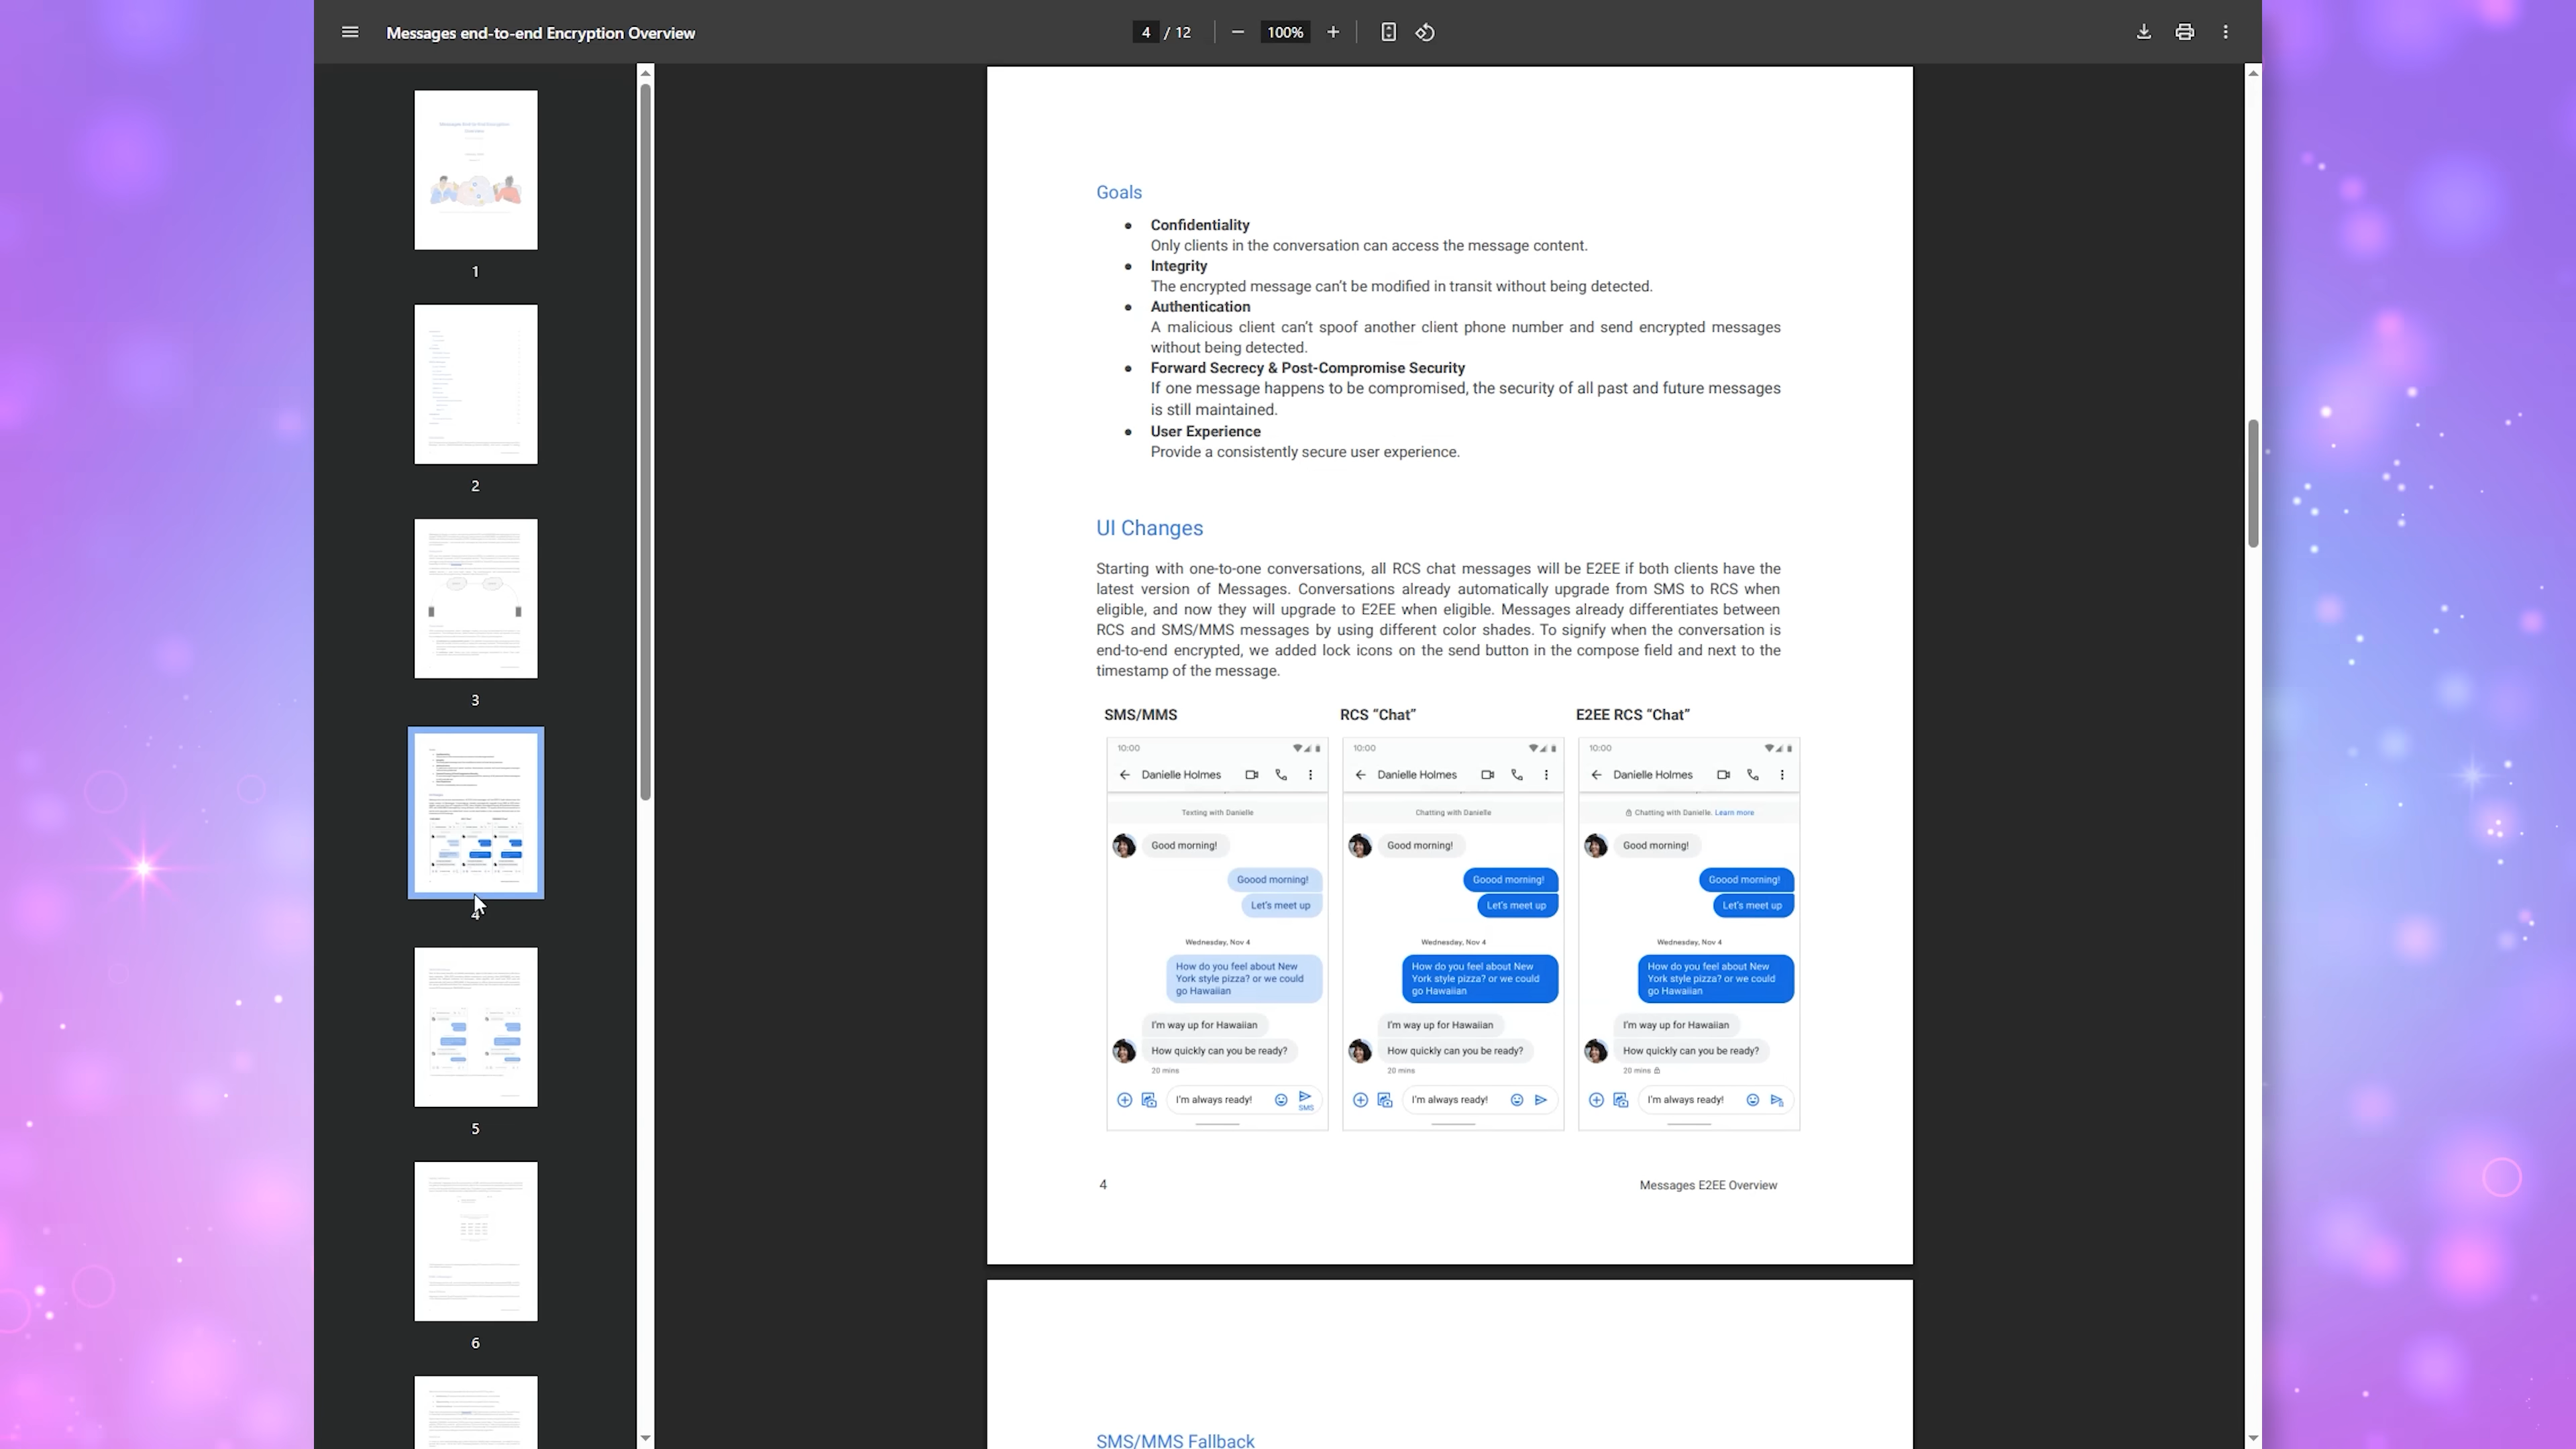 Messages end-to-end Encryption Overview
4 / 12
100%
1
2
3
4
5
6
Goals
● Confidentiality
Only clients in the conversation can access the message content.
● Integrity
The encrypted message can't be modified in transit without being detected.
● Authentication
A malicious client can't spoof another client phone number and send encrypted messages
without being detected.
● Forward Secrecy & Post-Compromise Security
If one message happens to be compromised, the security of all past and future messages
is still maintained.
● User Experience
Provide a consistently secure user experience.
UI Changes
Starting with one-to-one conversations, all RCS chat messages will be E2EE if both clients have the
latest version of Messages. Conversations already automatically upgrade from SMS to RCS when
eligible, and now they will upgrade to E2EE when eligible. Messages already differentiates between
RCS and SMS/MMS messages by using different color shades. To signify when the conversation is
end-to-end encrypted, we added lock icons on the send button in the compose field and next to the
timestamp of the message.
SMS/MMS
10:00
Danielle Holmes
Texting with Danielle
Good morning!
Goood morning!
Let's meet up
Wednesday, Nov 4
How do you feel about New
York style pizza? or we could
go Hawaiian
I'm way up for Hawaiian
How quickly can you be ready?
20 mins
I'm always ready!
SMS
RCS “Chat”
10:00
Danielle Holmes
Chatting with Danielle
Good morning!
Goood morning!
Let's meet up
Wednesday, Nov 4
How do you feel about New
York style pizza? or we could
go Hawaiian
I'm way up for Hawaiian
How quickly can you be ready?
20 mins
I'm always ready!
E2EE RCS “Chat”
10:00
Danielle Holmes
Chatting with Danielle. Learn more
Good morning!
Goood morning!
Let's meet up
Wednesday, Nov 4
How do you feel about New
York style pizza? or we could
go Hawaiian
I'm way up for Hawaiian
How quickly can you be ready?
20 mins
I'm always ready!
4
Messages E2EE Overview
SMS/MMS Fallback